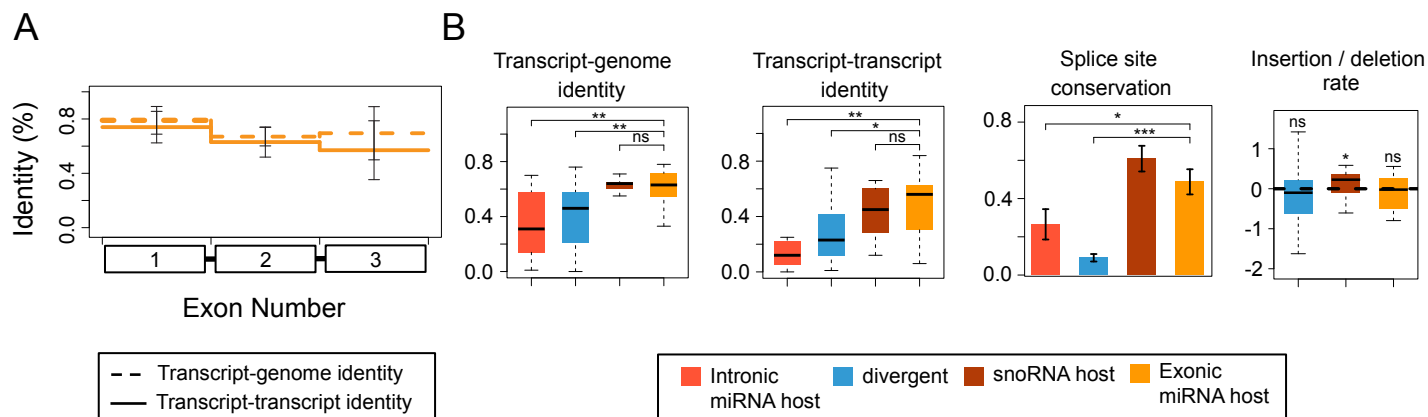 A
Identity (%)
0.8
0.4
0.0
1
2
3
Exon Number
Transcript-genome identity
Transcript-transcript identity
B
Transcript-genome
identity
**
**
ns
0.8
0.4
0.0
Transcript-transcript
identity
**
*
ns
0.8
0.4
0.0
Splice site
conservation
*
***
0.8
0.4
0.0
Insertion / deletion
rate
ns
*
ns
1
0
-1
-2
Intronic
miRNA host
divergent
snoRNA host
Exonic
miRNA host